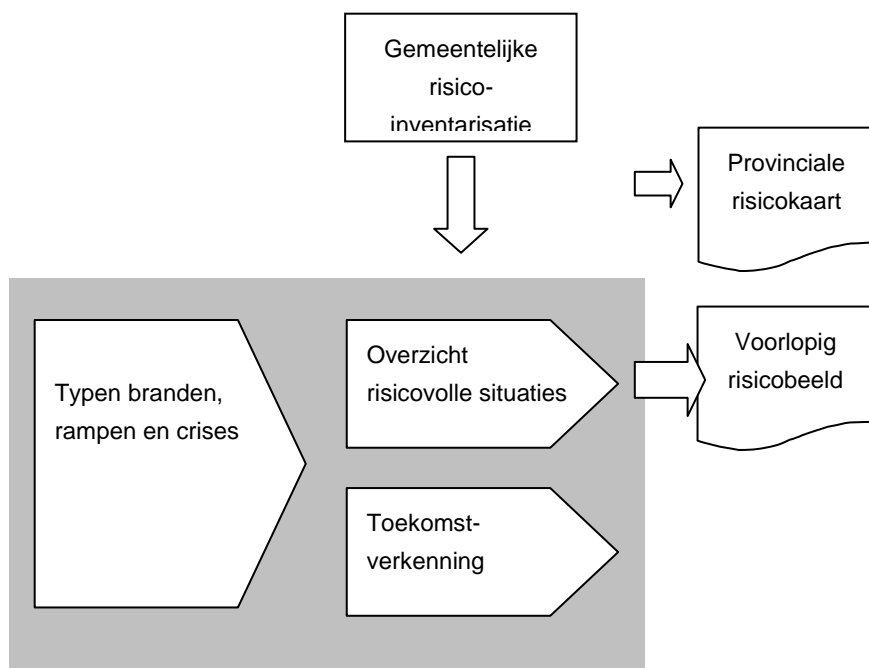 Gemeentelijke
risico-
inventarisatie
Provinciale
risicokaart
Typen branden,
rampen en crises
Overzicht
risicovolle situaties
Voorlopig
risicobeeld
Toekomst-
verkenning